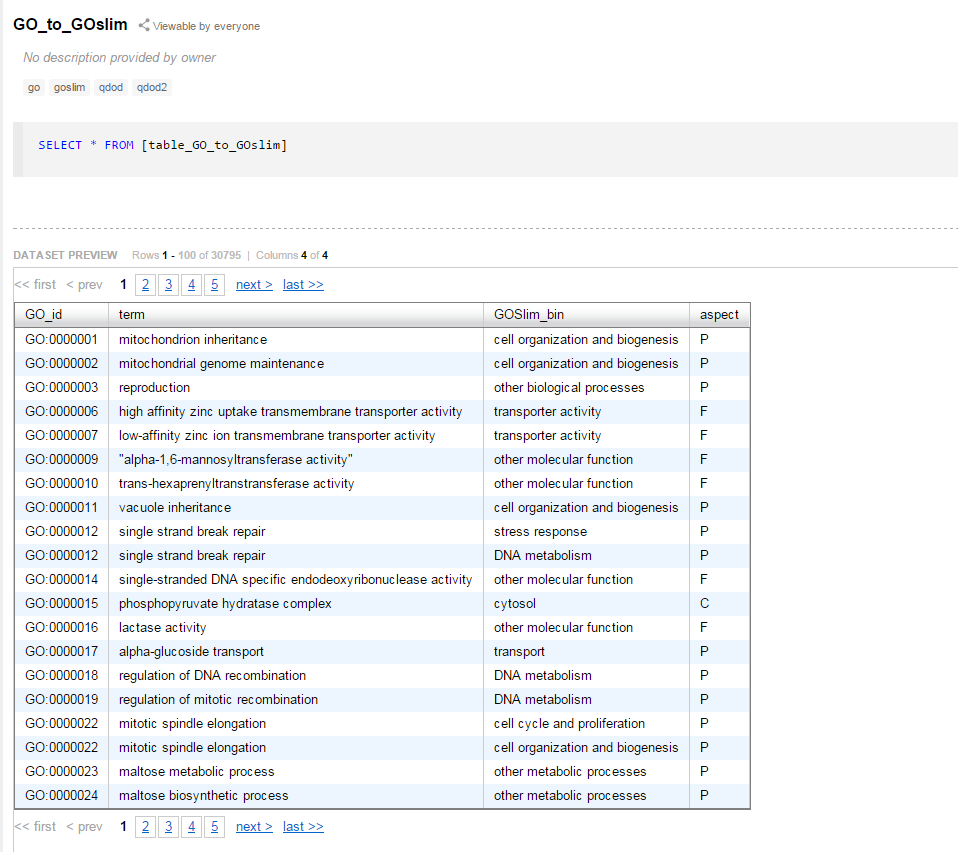 GO_to_GOslim Viewable by everyone
No description provided by owner
go goslim qdod qdod2
SELECT * FROM [table_GO_to_GOslim]
DATASET PREVIEW Rows 1 - 100 of 30795 | Columns 4 of 4
<< first < prev 1 2 3 4 5 next > last >>
GO_id term GOSlim_bin aspect
GO:0000001 mitochondrion inheritance cell organization and biogenesis P
GO:0000002 mitochondrial genome maintenance cell organization and biogenesis P
GO:0000003 reproduction other biological processes P
GO:0000006 high affinity zinc uptake transmembrane transporter activity transporter activity F
GO:0000007 low-affinity zinc ion transmembrane transporter activity transporter activity F
GO:0000009 "alpha-1,6-mannosyltransferase activity" other molecular function F
GO:0000010 trans-hexaprenyltranstransferase activity other molecular function F
GO:0000011 vacuole inheritance cell organization and biogenesis P
GO:0000012 single strand break repair stress response P
GO:0000012 single strand break repair DNA metabolism P
GO:0000014 single-stranded DNA specific endodeoxyribonuclease activity other molecular function F
GO:0000015 phosphopyruvate hydratase complex cytosol C
GO:0000016 lactase activity other molecular function F
GO:0000017 alpha-glucoside transport transport P
GO:0000018 regulation of DNA recombination DNA metabolism P
GO:0000019 regulation of mitotic recombination DNA metabolism P
GO:0000022 mitotic spindle elongation cell cycle and proliferation P
GO:0000022 mitotic spindle elongation cell organization and biogenesis P
GO:0000023 maltose metabolic process other metabolic processes P
GO:0000024 maltose biosynthetic process other metabolic processes P
<< first < prev 1 2 3 4 5 next > last >>